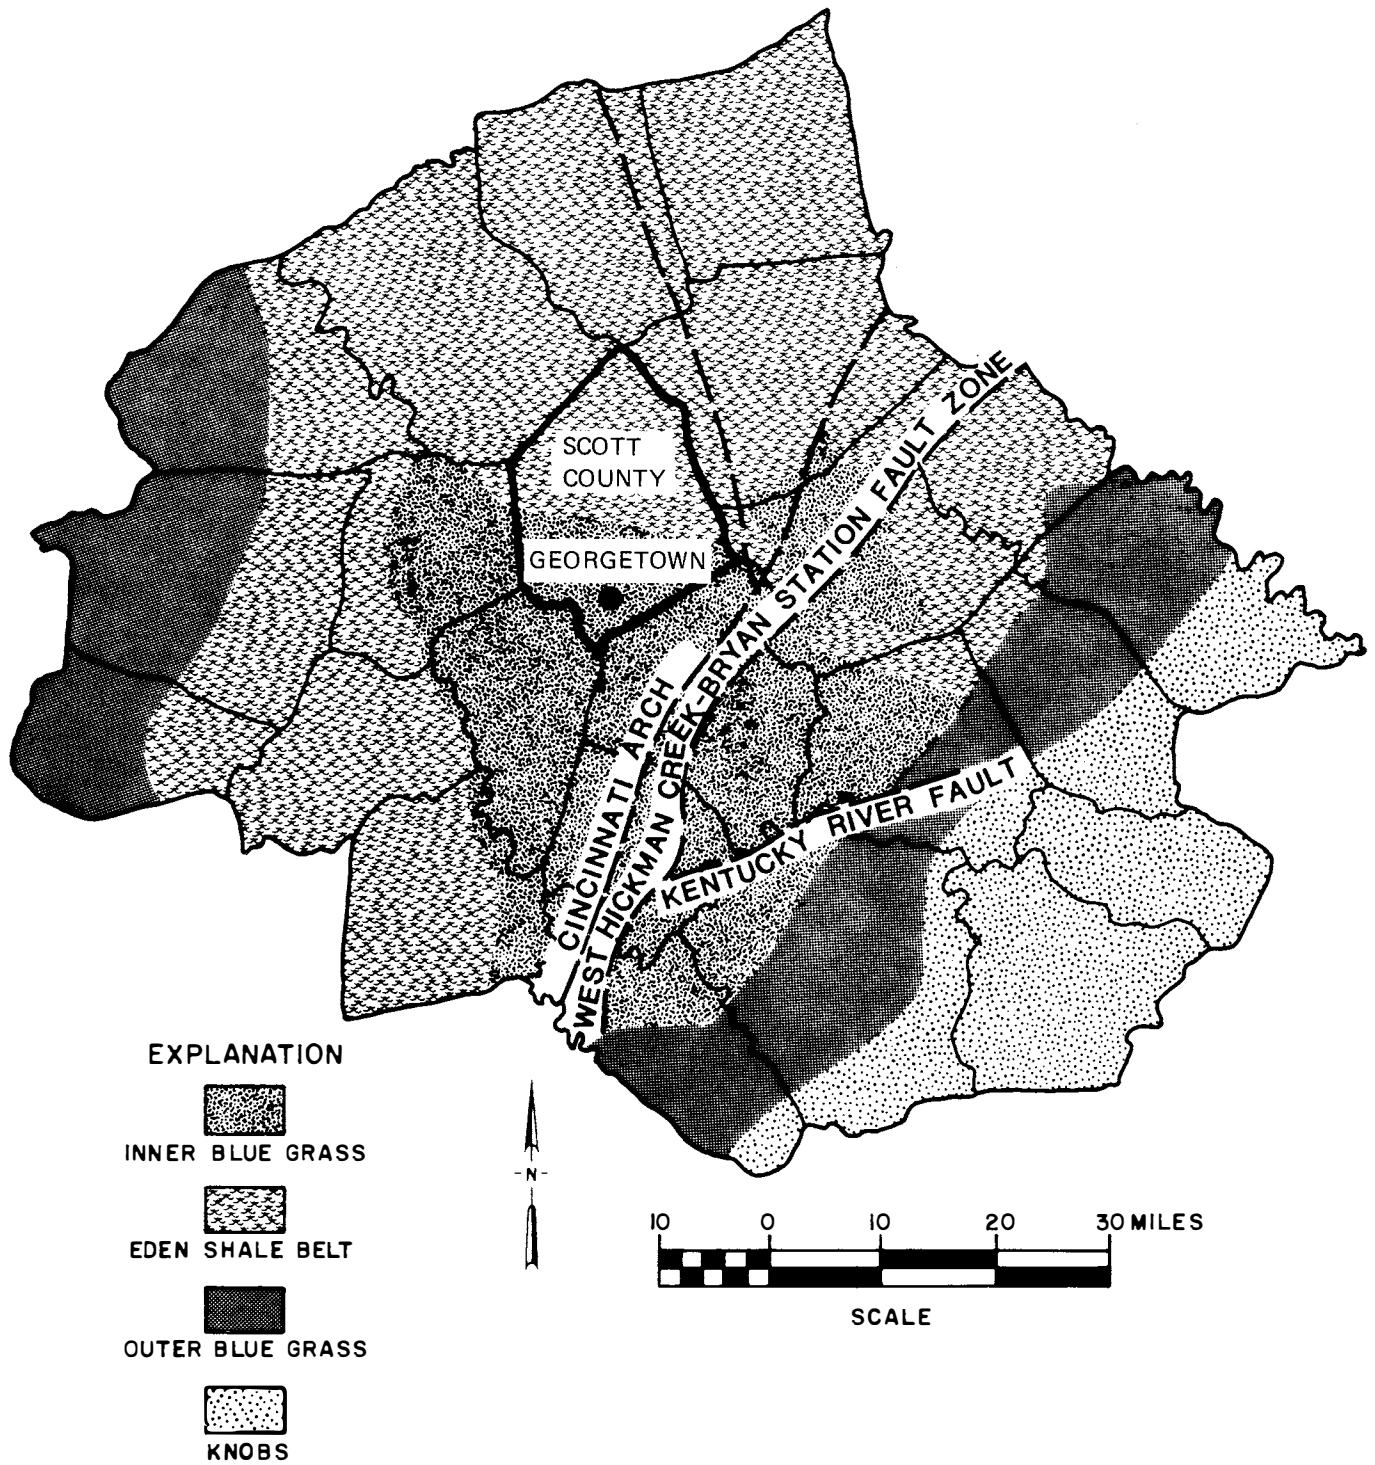 SCOTT
COUNTY
GEORGETOWN
CINCINNATI ARCH
WEST HICKMAN CREEK-BRYAN STATION FAULT ZONE
KENTUCKY RIVER FAULT
EXPLANATION
INNER BLUE GRASS
EDEN SHALE BELT
OUTER BLUE GRASS
KNOBS
-N-
10 0 10 20 30 MILES
SCALE